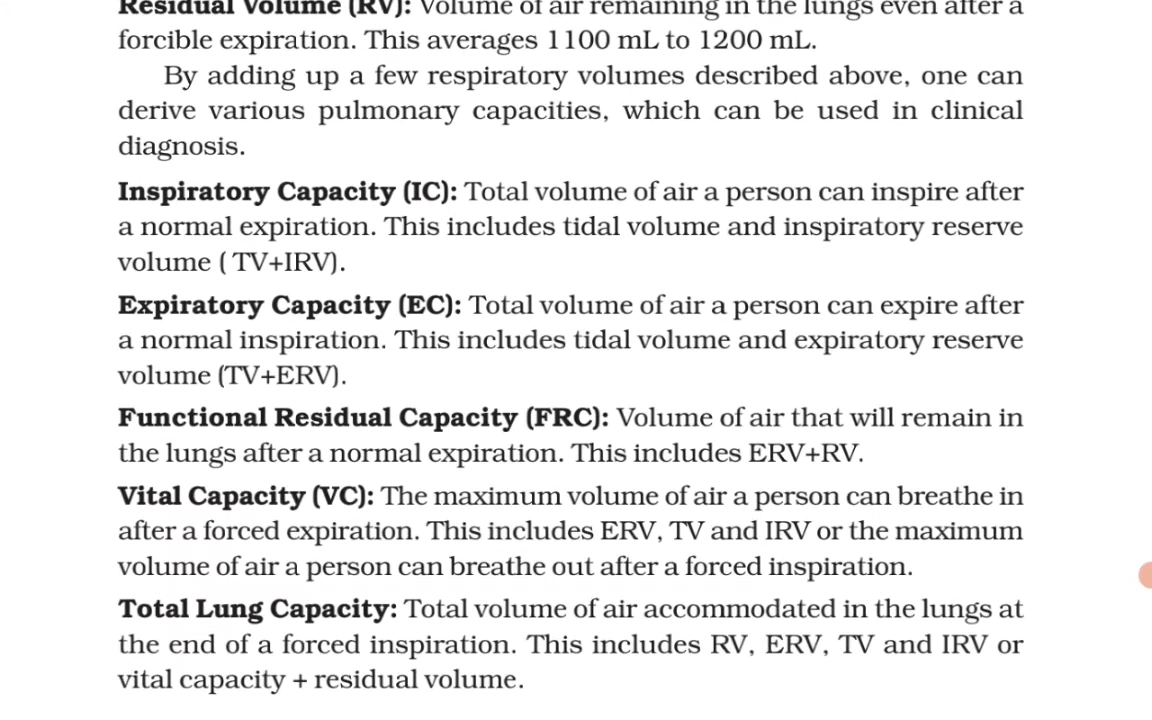 Residual Volume (RV): Volume of air remaining in the lungs even after a
forcible expiration. This averages 1100 mL to 1200 mL.
By adding up a few respiratory volumes described above, one can
derive various pulmonary capacities, which can be used in clinical
diagnosis.
Inspiratory Capacity (IC): Total volume of air a person can inspire after
a normal expiration. This includes tidal volume and inspiratory reserve
volume ( TV+IRV).
Expiratory Capacity (EC): Total volume of air a person can expire after
a normal inspiration. This includes tidal volume and expiratory reserve
volume (TV+ERV).
Functional Residual Capacity (FRC): Volume of air that will remain in
the lungs after a normal expiration. This includes ERV+RV.
Vital Capacity (VC): The maximum volume of air a person can breathe in
after a forced expiration. This includes ERV, TV and IRV or the maximum
volume of air a person can breathe out after a forced inspiration.
Total Lung Capacity: Total volume of air accommodated in the lungs at
the end of a forced inspiration. This includes RV, ERV, TV and IRV or
vital capacity + residual volume.